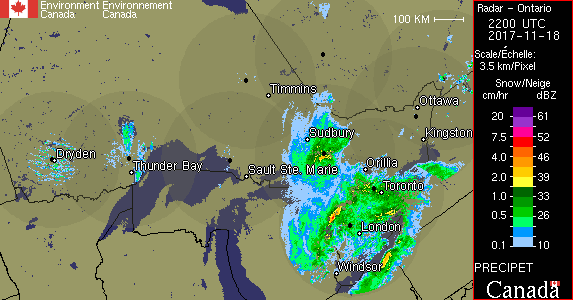 Environment Environnement
Canada Canada
100 KM
Timmins
Ottawa
Sudbury
Kingston
Dryden
Thunder Bay
Sault Ste. Marie
Orillia
Toronto
London
Windsor
Radar - Ontario
2200 UTC
2017-11-18
Scale/Échelle:
3.5 km/Pixel
Snow/Neige
cm/hr dBZ
20 61
7.5 52
4.0 46
2.0 39
1.0 33
0.5 26
0.1 10
PRECIPET
Canada